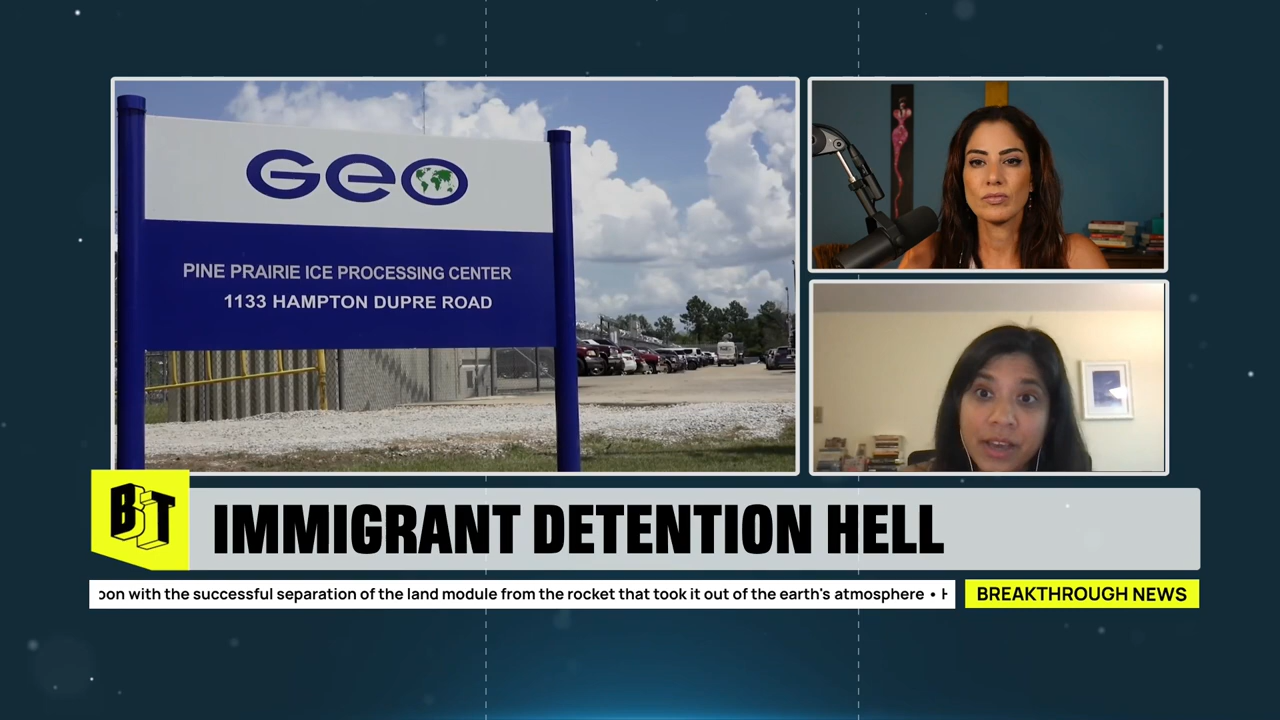 GEO
PINE PRAIRIE ICE PROCESSING CENTER
1133 HAMPTON DUPRE ROAD
BT
IMMIGRANT DETENTION HELL
with the successful separation of the land module from the rocket that took it out of the earth's atmosphere •
BREAKTHROUGH NEWS